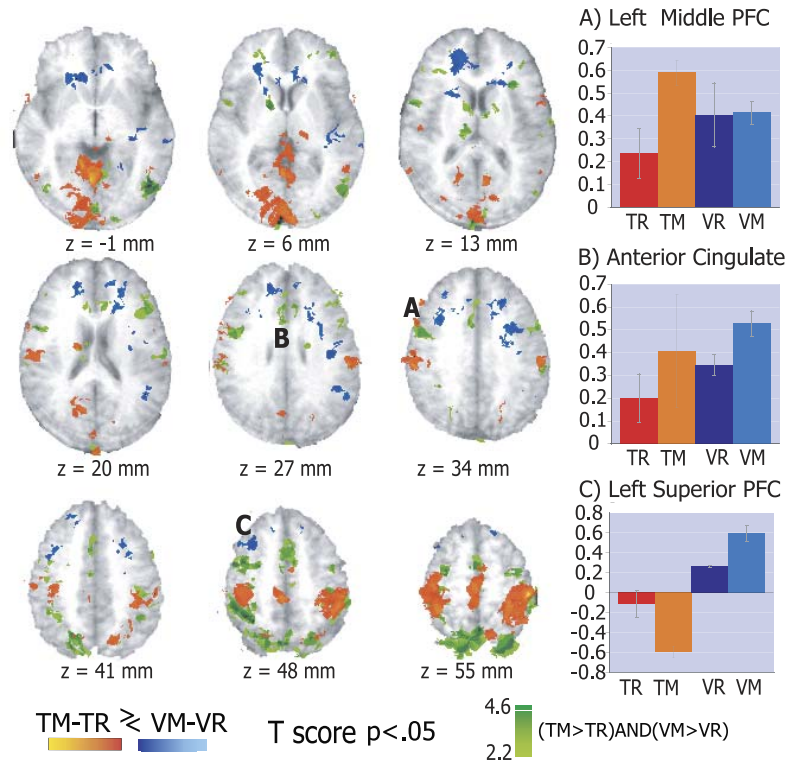 A) Left Middle PFC
0.7
0.6
0.5
0.4
0.3
0.2
0.1
0
TR TM VR VM
z = -1 mm
z = 6 mm
z = 13 mm
B) Anterior Cingulate
0.7
0.6
0.5
0.4
0.3
0.2
0.1
0
TR TM VR VM
B
A
z = 20 mm
z = 27 mm
z = 34 mm
C) Left Superior PFC
0.8
0.6
0.4
0.2
0
-0.2
-0.4
-0.6
-0.8
TR TM VR VM
C
z = 41 mm
z = 48 mm
z = 55 mm
TM-TR ≷ VM-VR
T score p<.05
4.6
2.2
(TM>TR)AND(VM>VR)